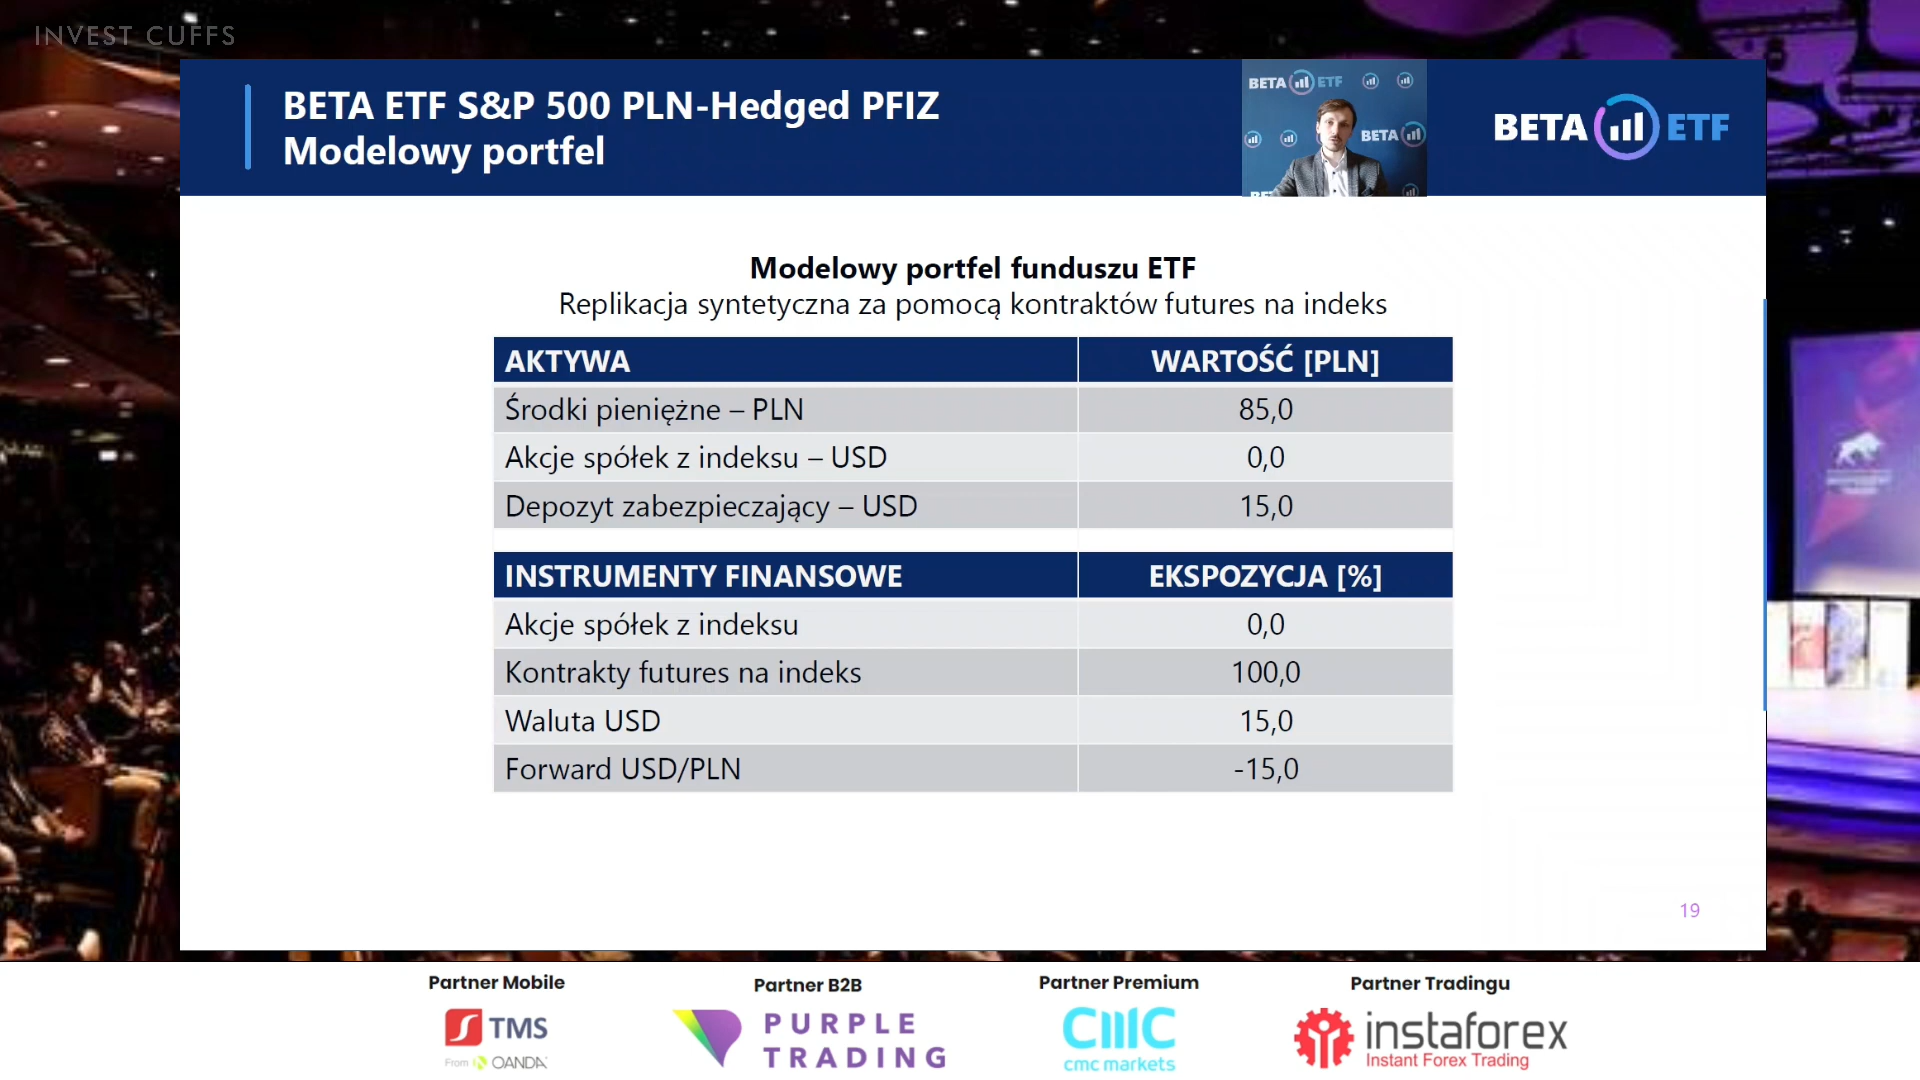 INVEST CUFFS
BETA ETF S&P 500 PLN-Hedged PFIZ
Modelowy portfel
BETA ETF
BETA
BETA ETF
Modelowy portfel funduszu ETF
Replikacja syntetyczna za pomocą kontraktów futures na indeks
AKTYWA WARTOŚĆ [PLN]
Środki pieniężne – PLN 85,0
Akcje spółek z indeksu – USD 0,0
Depozyt zabezpieczający – USD 15,0
INSTRUMENTY FINANSOWE EKSPOZYCJA [%]
Akcje spółek z indeksu 0,0
Kontrakty futures na indeks 100,0
Waluta USD 15,0
Forward USD/PLN -15,0
19
Partner Mobile
TMS
From OANDA
Partner B2B
PURPLE
TRADING
Partner Premium
cmc
cmc markets
Partner Tradingu
instaforex
Instant Forex Trading